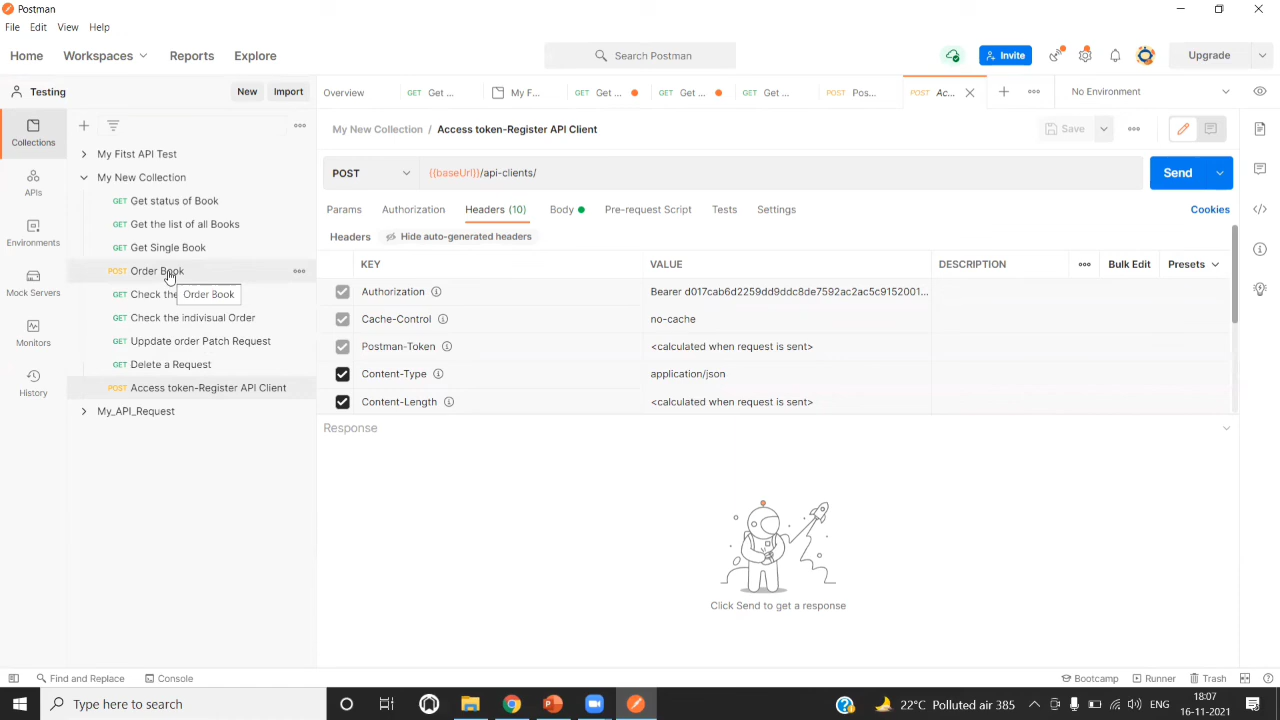 Postman
File Edit View Help
Home Workspaces Reports Explore
Search Postman
Invite
Upgrade
Testing
New Import
Overview
GET Get ...
My F...
GET Get ...
GET Get ...
GET Get ...
POST Pos...
POST Ac...
No Environment
Collections
APIs
Environments
Mock Servers
Monitors
History
My FIrst API Test
My New Collection
GET Get status of Book
GET Get the list of all Books
GET Get Single Book
POST Order Book
GET Check the
Order Book
GET Check the indivisual Order
GET Uppdate order Patch Request
GET Delete a Request
POST Access token-Register API Client
My_API_Request
My New Collection / Access token-Register API Client
Save
POST
{{baseUrl}}/api-clients/
Send
Params Authorization Headers (10) Body Pre-request Script Tests Settings
Cookies
Headers Hide auto-generated headers
KEY VALUE DESCRIPTION
Bulk Edit Presets
Authorization Bearer d017cab6d2259dd9ddc8de7592ac2ac5c9152001...
Cache-Control no-cache
Postman-Token <calculated when request is sent>
Content-Type application/json
Content-Length <calculated when request is sent>
Response
Click Send to get a response
Find and Replace Console
Bootcamp Runner Trash
Type here to search
22°C Polluted air 385
ENG
18:07
16-11-2021